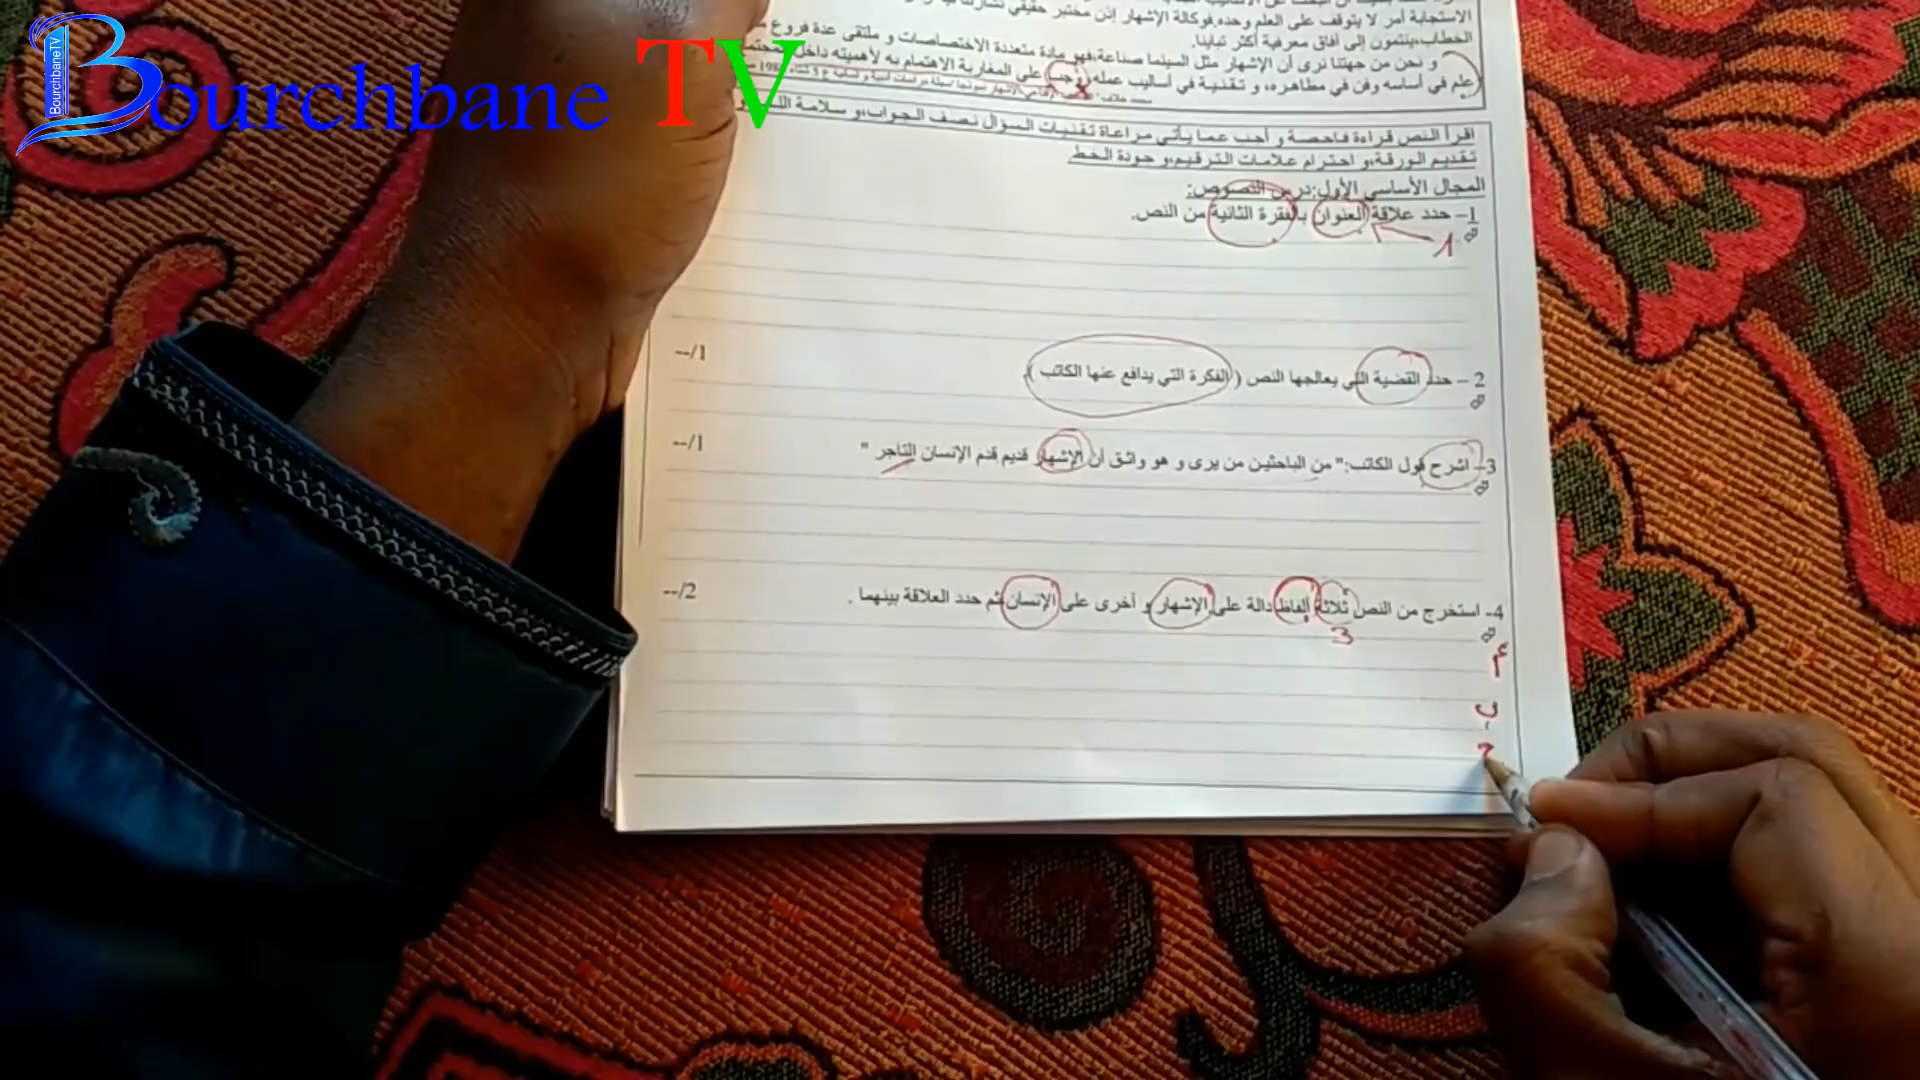 BourchbaneTV
Bourchbane TV
الاستجابة أمر لا يتوقف على العلم وحده،فوكالة الإشهار إذن مختبر حقيقي
الخطاب،ينتمون إلى آفاق معرفية أكثر تباينا.
و نحن من جهتنا نرى أن الإشهار مثل السينما صناعة،فهو مادة متعددة الاختصاصات و ملتقى عدة فروع
علم في أساسه وفن في مظاهره، و تقنية في أساليب عمله، على المغاربة الاهتمام به لأهميته داخل
اقرأ النص قراءة فاحصة و أجب عما يأتي مراعاة تقنيات السؤال نصف الجواب،و سلامة
تقديم الورقة،و احترام علامات الترقيم،و جودة الخط.
المجال الأساسي الأول:درس النصوص:
1- حدد علاقة العنوان بالفقرة الثانية من النص.
1
--/1
2 – حدد القضية التي يعالجها النص ( الفكرة التي يدافع عنها الكاتب ).
--/1
3- اشرح قول الكاتب:" من الباحثين من يرى و هو واثق أن الإشهار قديم قدم الإنسان التاجر "
--/2
4- استخرج من النص ثلاثة ألفاظ دالة على الإشهار و أخرى على الإنسان ثم حدد العلاقة بينهما .
3
أ
ب
ج